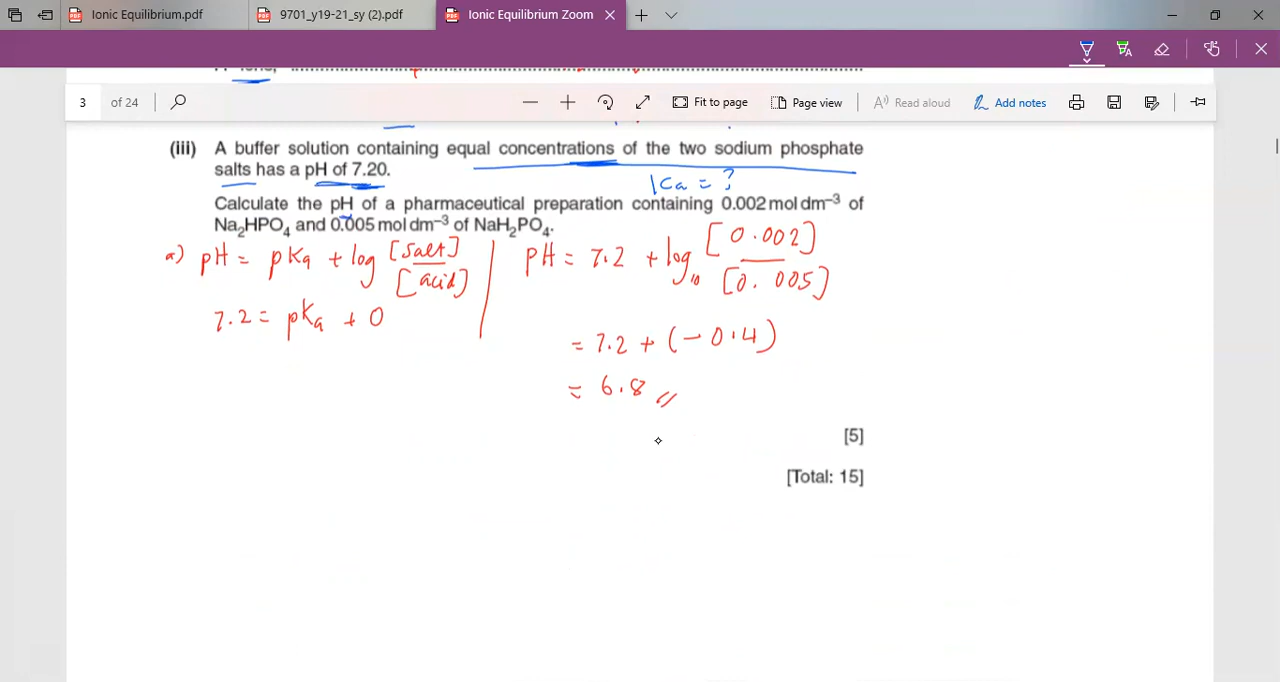 Ionic Equilibrium.pdf
9701_y19-21_sy (2).pdf
Ionic Equilibrium Zoom
3 of 24
Fit to page
Page view
Read aloud
Add notes
(iii) A buffer solution containing equal concentrations of the two sodium phosphate
salts has a pH of 7.20.
Ka = ?
Calculate the pH of a pharmaceutical preparation containing 0.002 mol dm⁻³ of
Na₂HPO₄ and 0.005 mol dm⁻³ of NaH₂PO₄.
a) pH = pKa + log [salt]/[acid]
7.2 = pKa + 0
pH = 7.2 + log₁₀ [0.002]/[0.005]
= 7.2 + (-0.4)
= 6.8 //
[5]
[Total: 15]